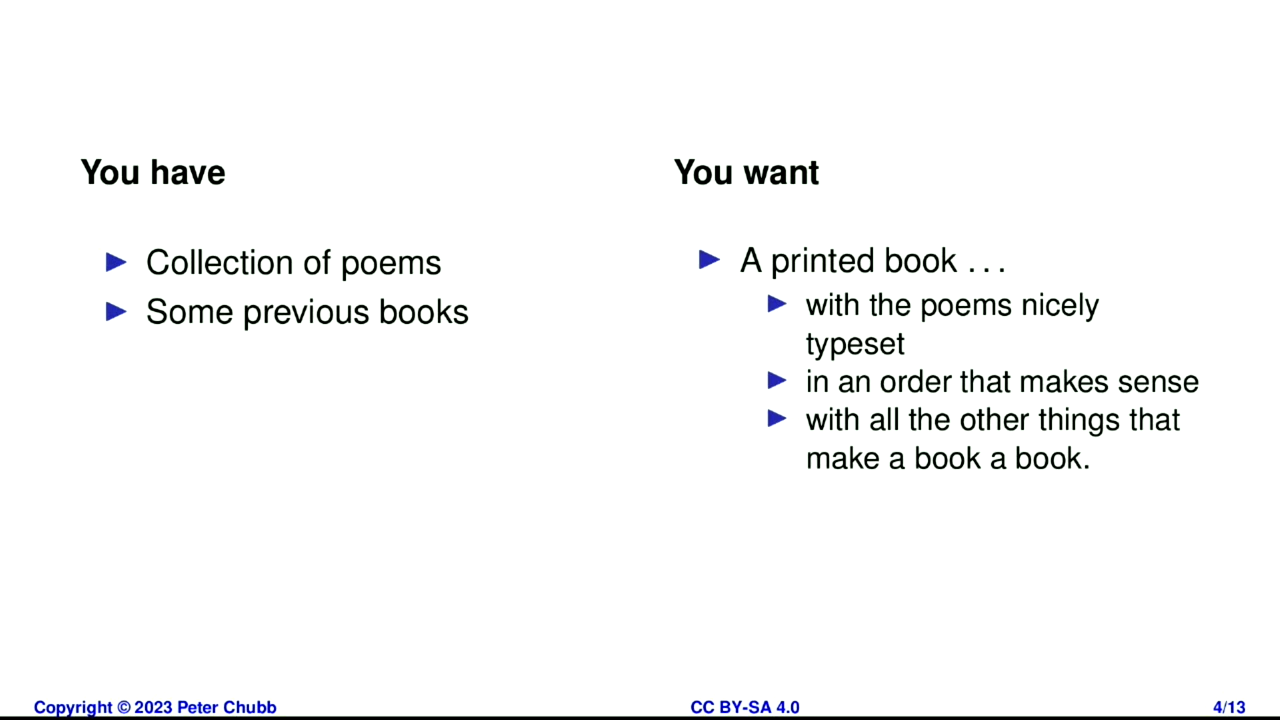 You have
Collection of poems
Some previous books
You want
A printed book . . .
with the poems nicely
typeset
in an order that makes sense
with all the other things that
make a book a book.
Copyright © 2023 Peter Chubb
CC BY-SA 4.0
4/13